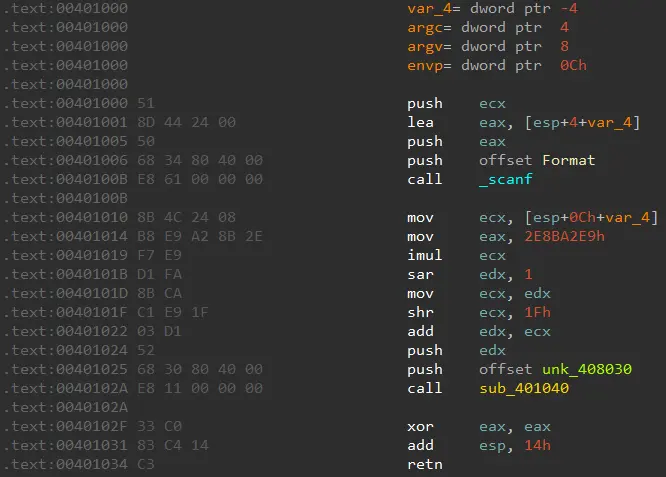 .text:00401000 var_4= dword ptr -4
.text:00401000 argc= dword ptr 4
.text:00401000 argv= dword ptr 8
.text:00401000 envp= dword ptr 0Ch
.text:00401000
.text:00401000 51 push ecx
.text:00401001 8D 44 24 00 lea eax, [esp+4+var_4]
.text:00401005 50 push eax
.text:00401006 68 34 80 40 00 push offset Format
.text:0040100B E8 61 00 00 00 call _scanf
.text:0040100B
.text:00401010 8B 4C 24 08 mov ecx, [esp+0Ch+var_4]
.text:00401014 B8 E9 A2 8B 2E mov eax, 2E8BA2E9h
.text:00401019 F7 E9 imul ecx
.text:0040101B D1 FA sar edx, 1
.text:0040101D 8B CA mov ecx, edx
.text:0040101F C1 E9 1F shr ecx, 1Fh
.text:00401022 03 D1 add edx, ecx
.text:00401024 52 push edx
.text:00401025 68 30 80 40 00 push offset unk_408030
.text:0040102A E8 11 00 00 00 call sub_401040
.text:0040102A
.text:0040102F 33 C0 xor eax, eax
.text:00401031 83 C4 14 add esp, 14h
.text:00401034 C3 retn